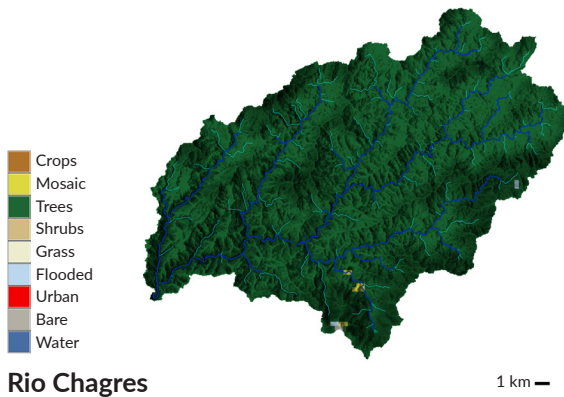 Crops
Mosaic
Trees
Shrubs
Grass
Flooded
Urban
Bare
Water
Rio Chagres
1 km